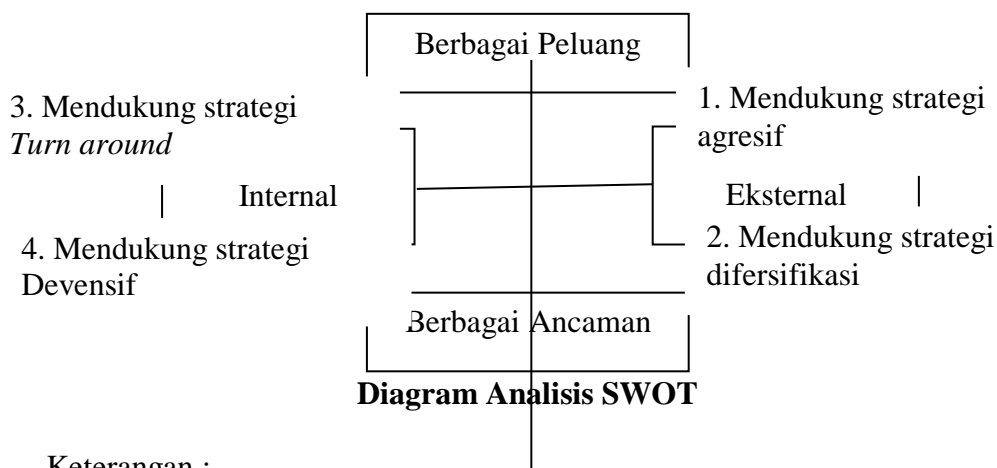 Berbagai Peluang
3. Mendukung strategi
Turn around
1. Mendukung strategi
agresif
Internal
Eksternal
4. Mendukung strategi
Devensif
2. Mendukung strategi
difersifikasi
Berbagai Ancaman
Diagram Analisis SWOT
Keterangan :